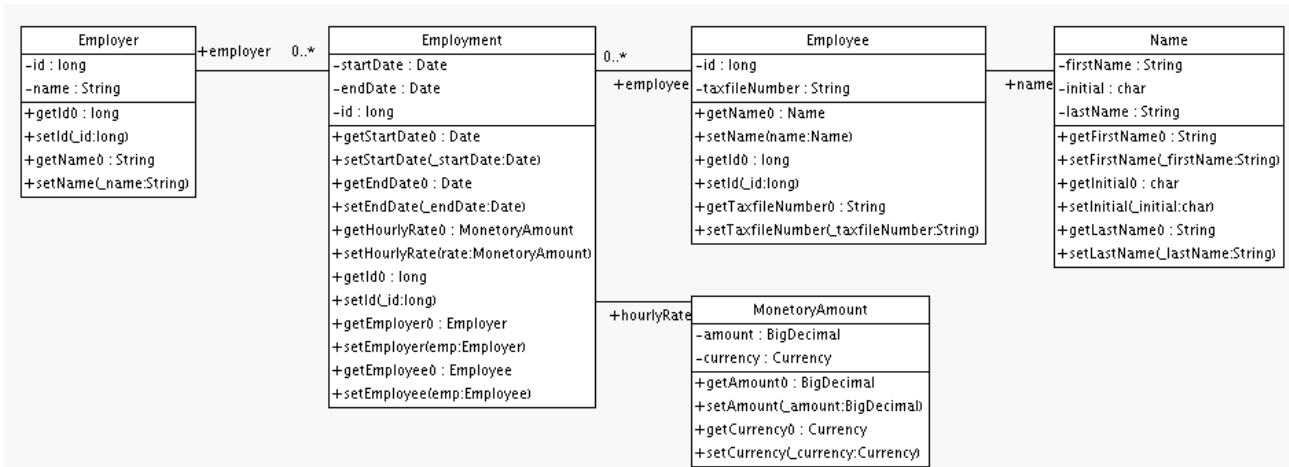 Employer
-id : long
-name : String
+getId() : long
+setId(_id:long)
+getName() : String
+setName(_name:String)
+employer
0..*
Employment
-startDate : Date
-endDate : Date
-id : long
+getStartDate() : Date
+setStartDate(_startDate:Date)
+getEndDate() : Date
+setEndDate(_endDate:Date)
+getHourlyRate() : MonetoryAmount
+setHourlyRate(rate:MonetoryAmount)
+getId() : long
+setId(_id:long)
+getEmployer() : Employer
+setEmployer(emp:Employer)
+getEmployee() : Employee
+setEmployee(emp:Employee)
0..*
+employee
Employee
-id : long
-taxfileNumber : String
+getName() : Name
+setName(name:Name)
+getId() : long
+setId(_id:long)
+getTaxfileNumber() : String
+setTaxfileNumber(_taxfileNumber:String)
+name
Name
-firstName : String
-initial : char
-lastName : String
+getFirstName() : String
+setFirstName(_firstName:String)
+getInitial() : char
+setInitial(_initial:char)
+getLastName() : String
+setLastName(_lastName:String)
+hourlyRate
MonetoryAmount
-amount : BigDecimal
-currency : Currency
+getAmount() : BigDecimal
+setAmount(_amount:BigDecimal)
+getCurrency() : Currency
+setCurrency(_currency:Currency)